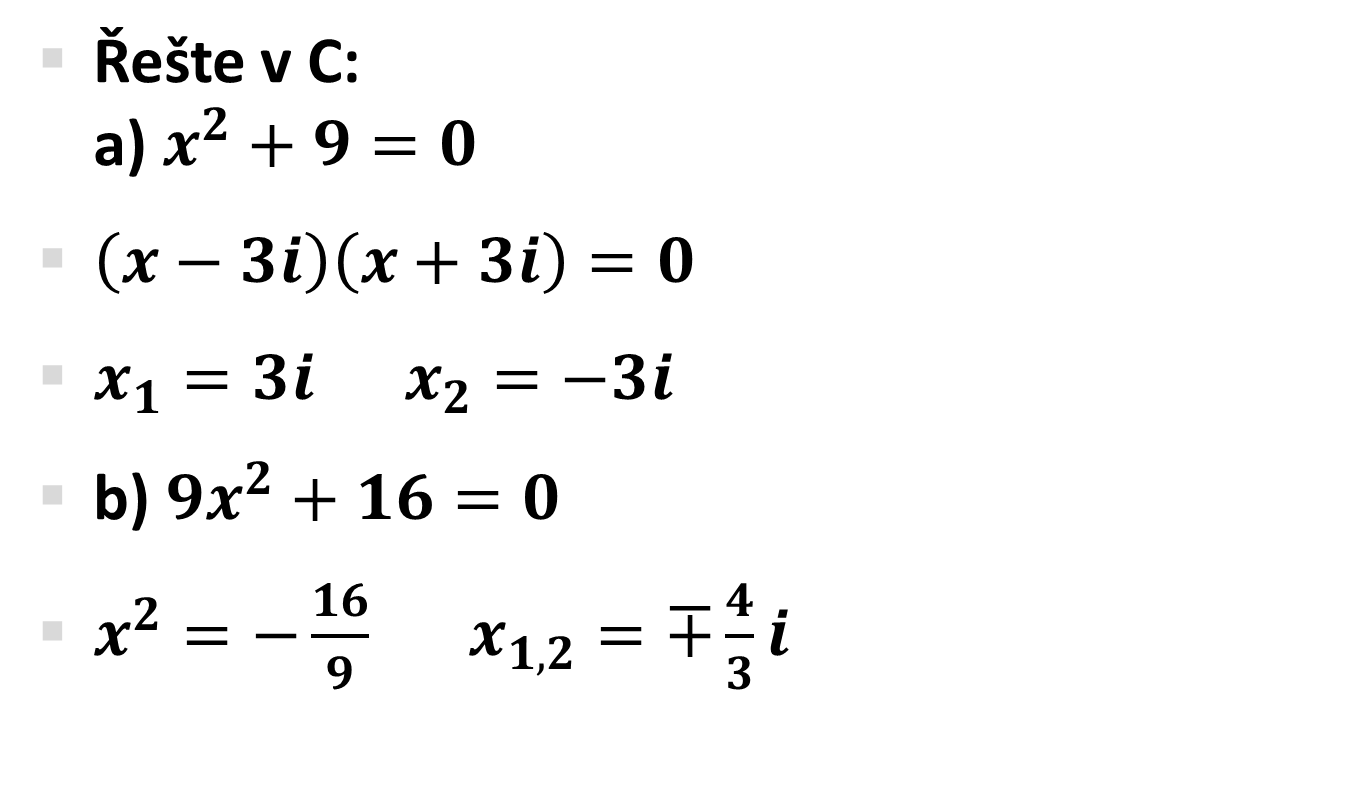 Řešte v C:
a) x² + 9 = 0
(x − 3i)(x + 3i) = 0
x₁ = 3i x₂ = −3i
b) 9x² + 16 = 0
x² = −16/9 x₁,₂ = ∓4/3 i